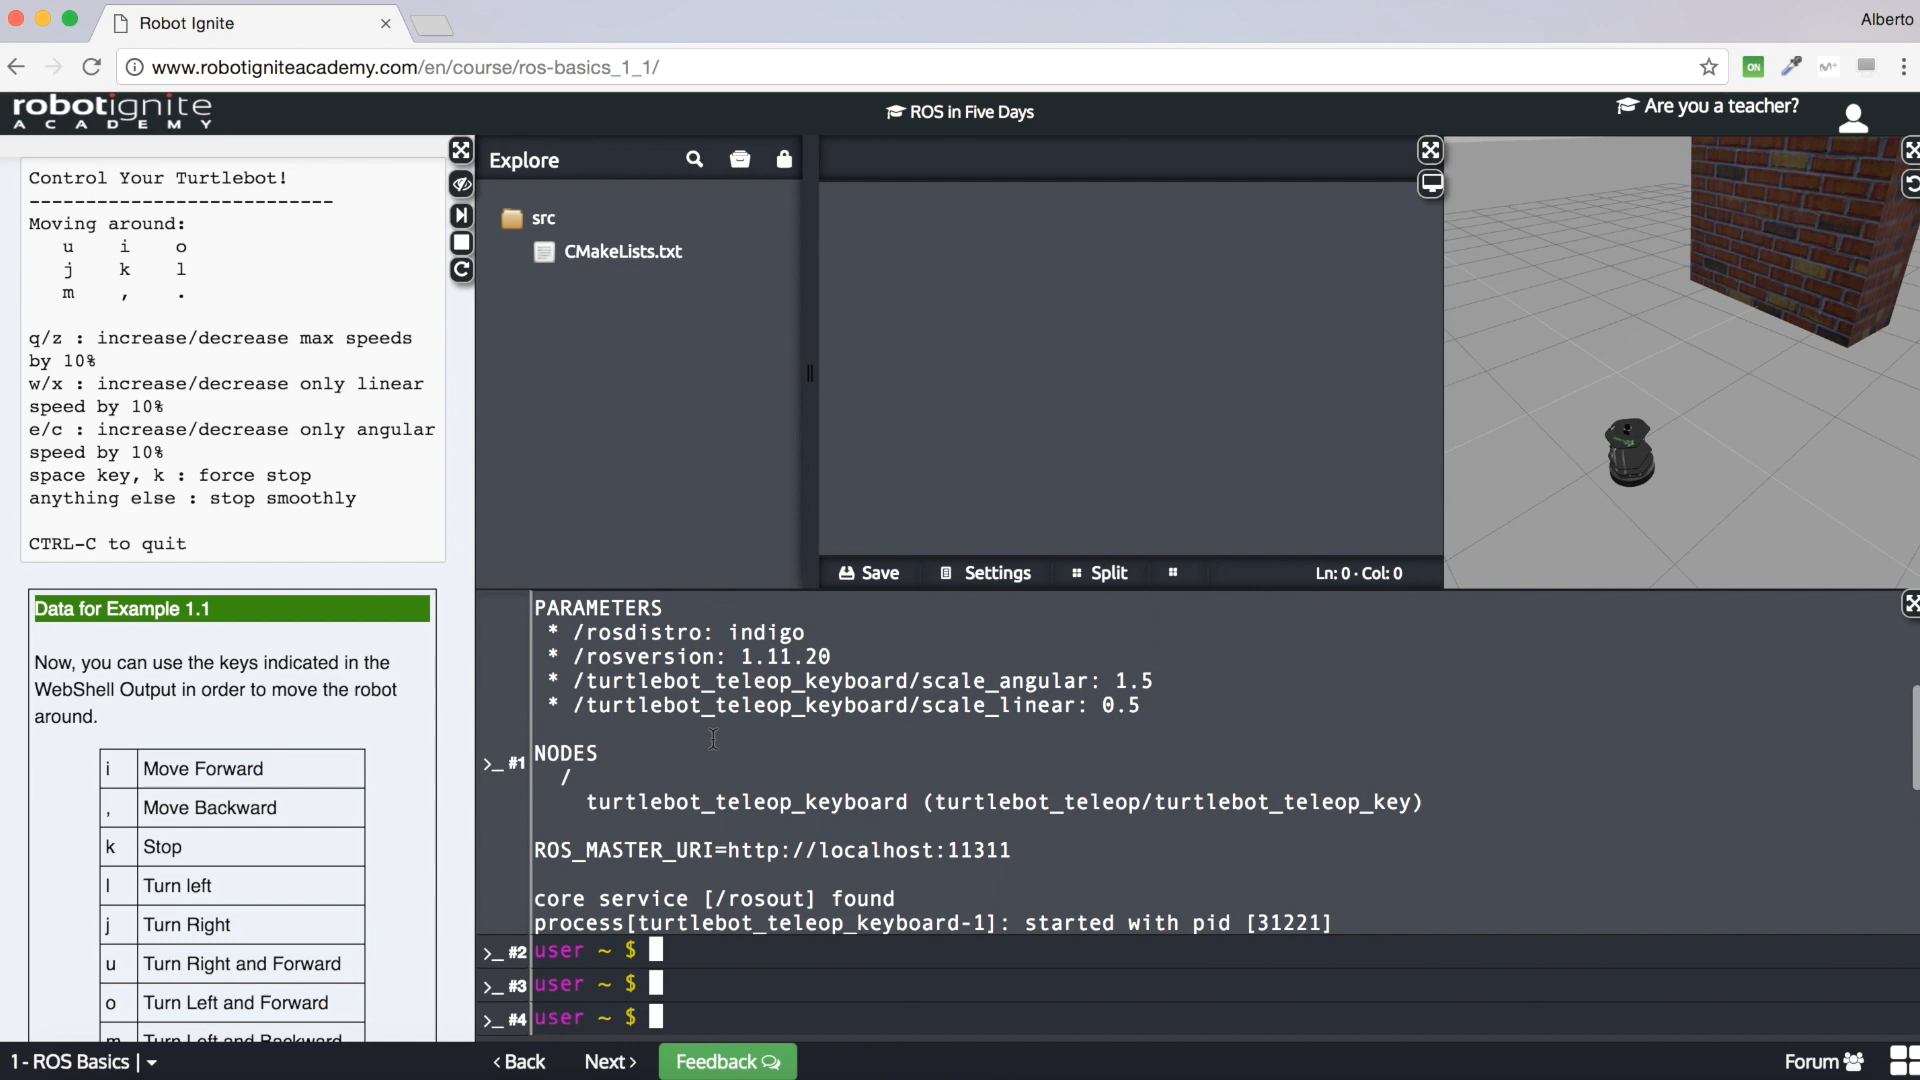 Robot Ignite
Alberto
www.robotigniteacademy.com/en/course/ros-basics_1_1/
ON
robotignite
ACADEMY
ROS in Five Days
Are you a teacher?
Control Your Turtlebot!
---------------------------
Moving around:
u i o
j k l
m , .
q/z : increase/decrease max speeds
by 10%
w/x : increase/decrease only linear
speed by 10%
e/c : increase/decrease only angular
speed by 10%
space key, k : force stop
anything else : stop smoothly
CTRL-C to quit
Data for Example 1.1
Now, you can use the keys indicated in the
WebShell Output in order to move the robot
around.
i Move Forward
, Move Backward
k Stop
l Turn left
j Turn Right
u Turn Right and Forward
o Turn Left and Forward
m Turn Left and Backward
Explore
src
CMakeLists.txt
Save Settings Split Ln: 0 · Col: 0
PARAMETERS
* /rosdistro: indigo
* /rosversion: 1.11.20
* /turtlebot_teleop_keyboard/scale_angular: 1.5
* /turtlebot_teleop_keyboard/scale_linear: 0.5
NODES
/
turtlebot_teleop_keyboard (turtlebot_teleop/turtlebot_teleop_key)
ROS_MASTER_URI=http://localhost:11311
core service [/rosout] found
process[turtlebot_teleop_keyboard-1]: started with pid [31221]
>_ #1
>_ #2 user ~ $
>_ #3 user ~ $
>_ #4 user ~ $
1 - ROS Basics |
< Back Next > Feedback
Forum